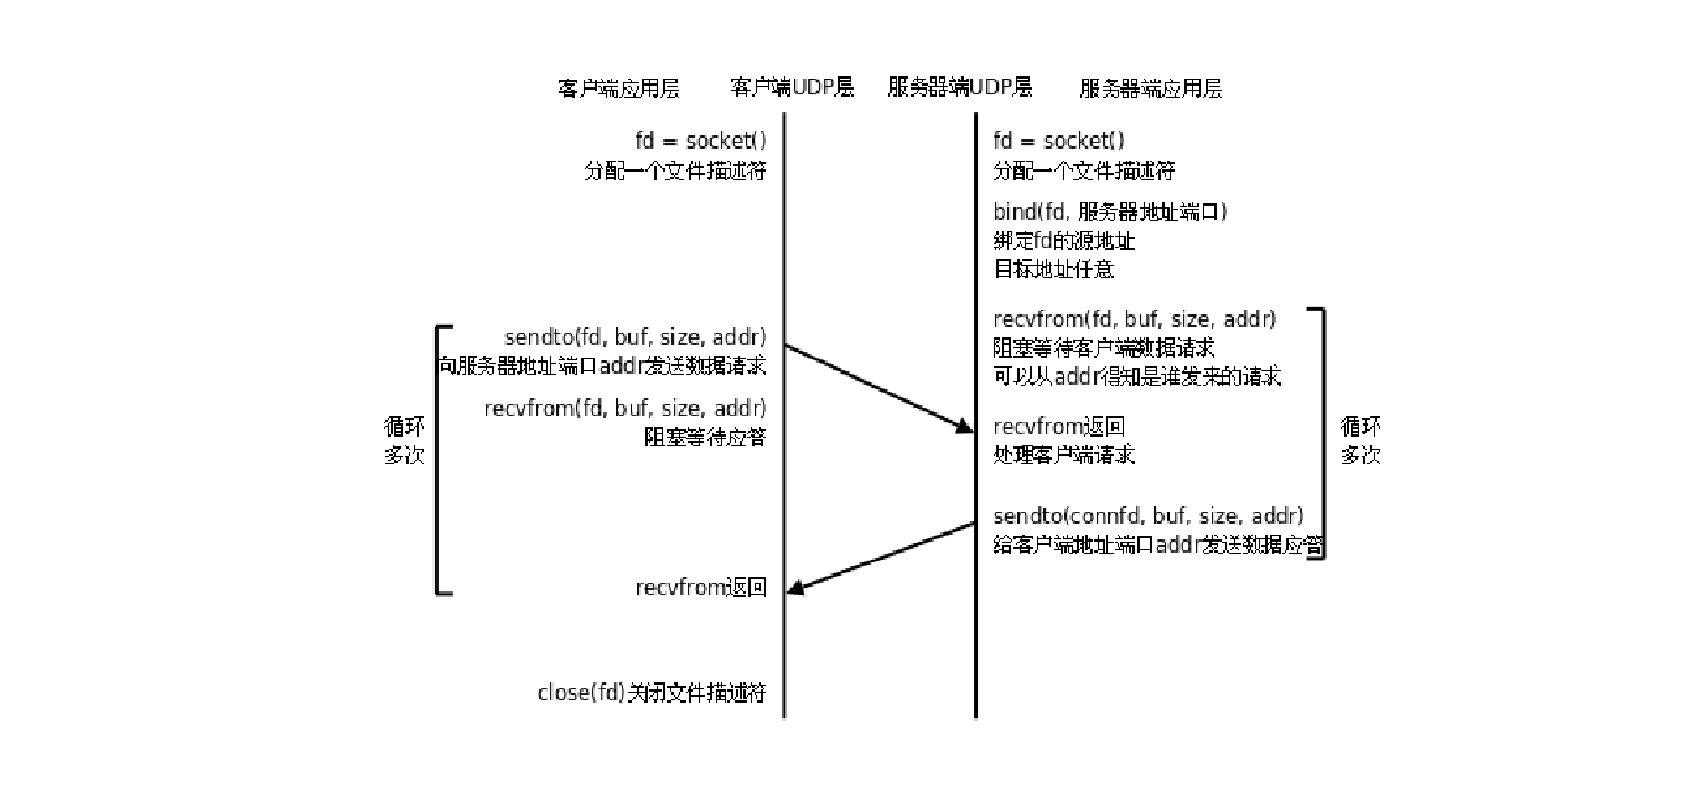 客户端应用层
客户端UDP层
服务器端UDP层
服务器端应用层
fd = socket()
分配一个文件描述符
fd = socket()
分配一个文件描述符
bind(fd, 服务器地址端口)
绑定fd的源地址
目标地址任意
sendto(fd, buf, size, addr)
向服务器地址端口addr发送数据请求
recvfrom(fd, buf, size, addr)
阻塞等待应答
循环
多次
recvfrom(fd, buf, size, addr)
阻塞等待客户端数据请求
可以从addr得知是谁发来的请求
recvfrom返回
处理客户端请求
循环
多次
sendto(connfd, buf, size, addr)
给客户端地址端口addr发送数据应答
recvfrom返回
close(fd)关闭文件描述符